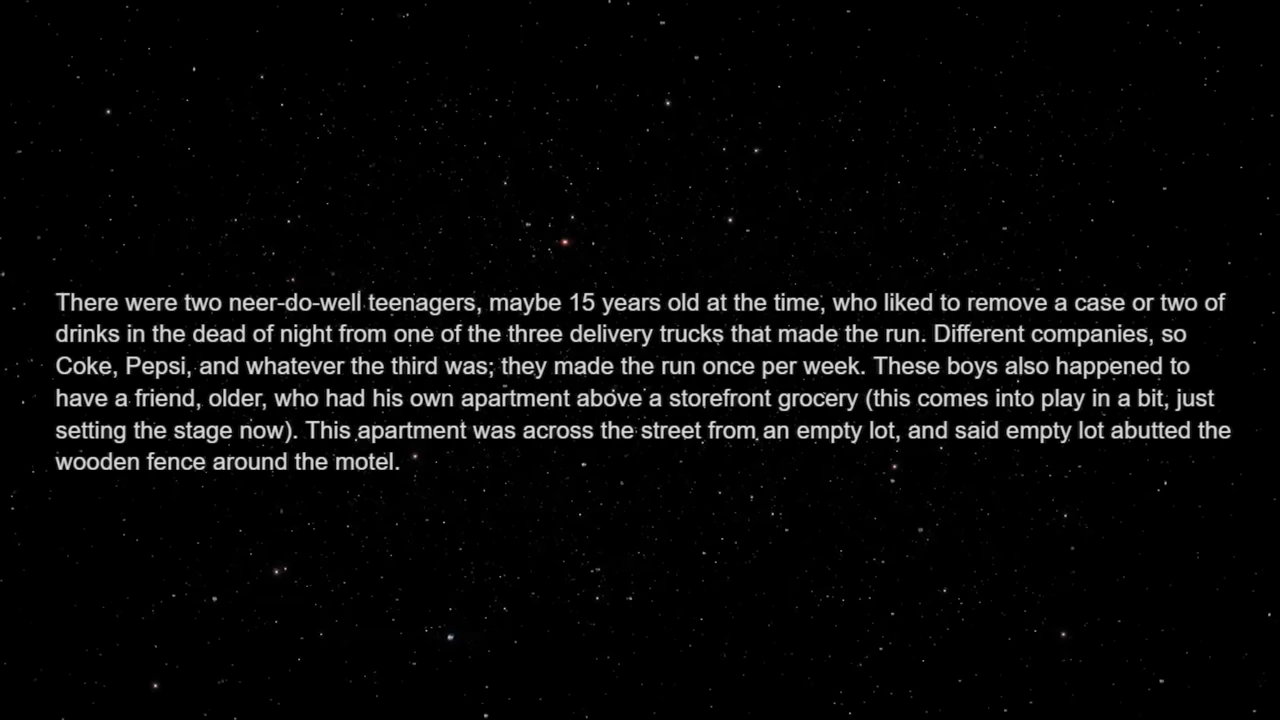 There were two neer-do-well teenagers, maybe 15 years old at the time, who liked to remove a case or two of
drinks in the dead of night from one of the three delivery trucks that made the run. Different companies, so
Coke, Pepsi, and whatever the third was; they made the run once per week. These boys also happened to
have a friend, older, who had his own apartment above a storefront grocery (this comes into play in a bit, just
setting the stage now). This apartment was across the street from an empty lot, and said empty lot abutted the
wooden fence around the motel.